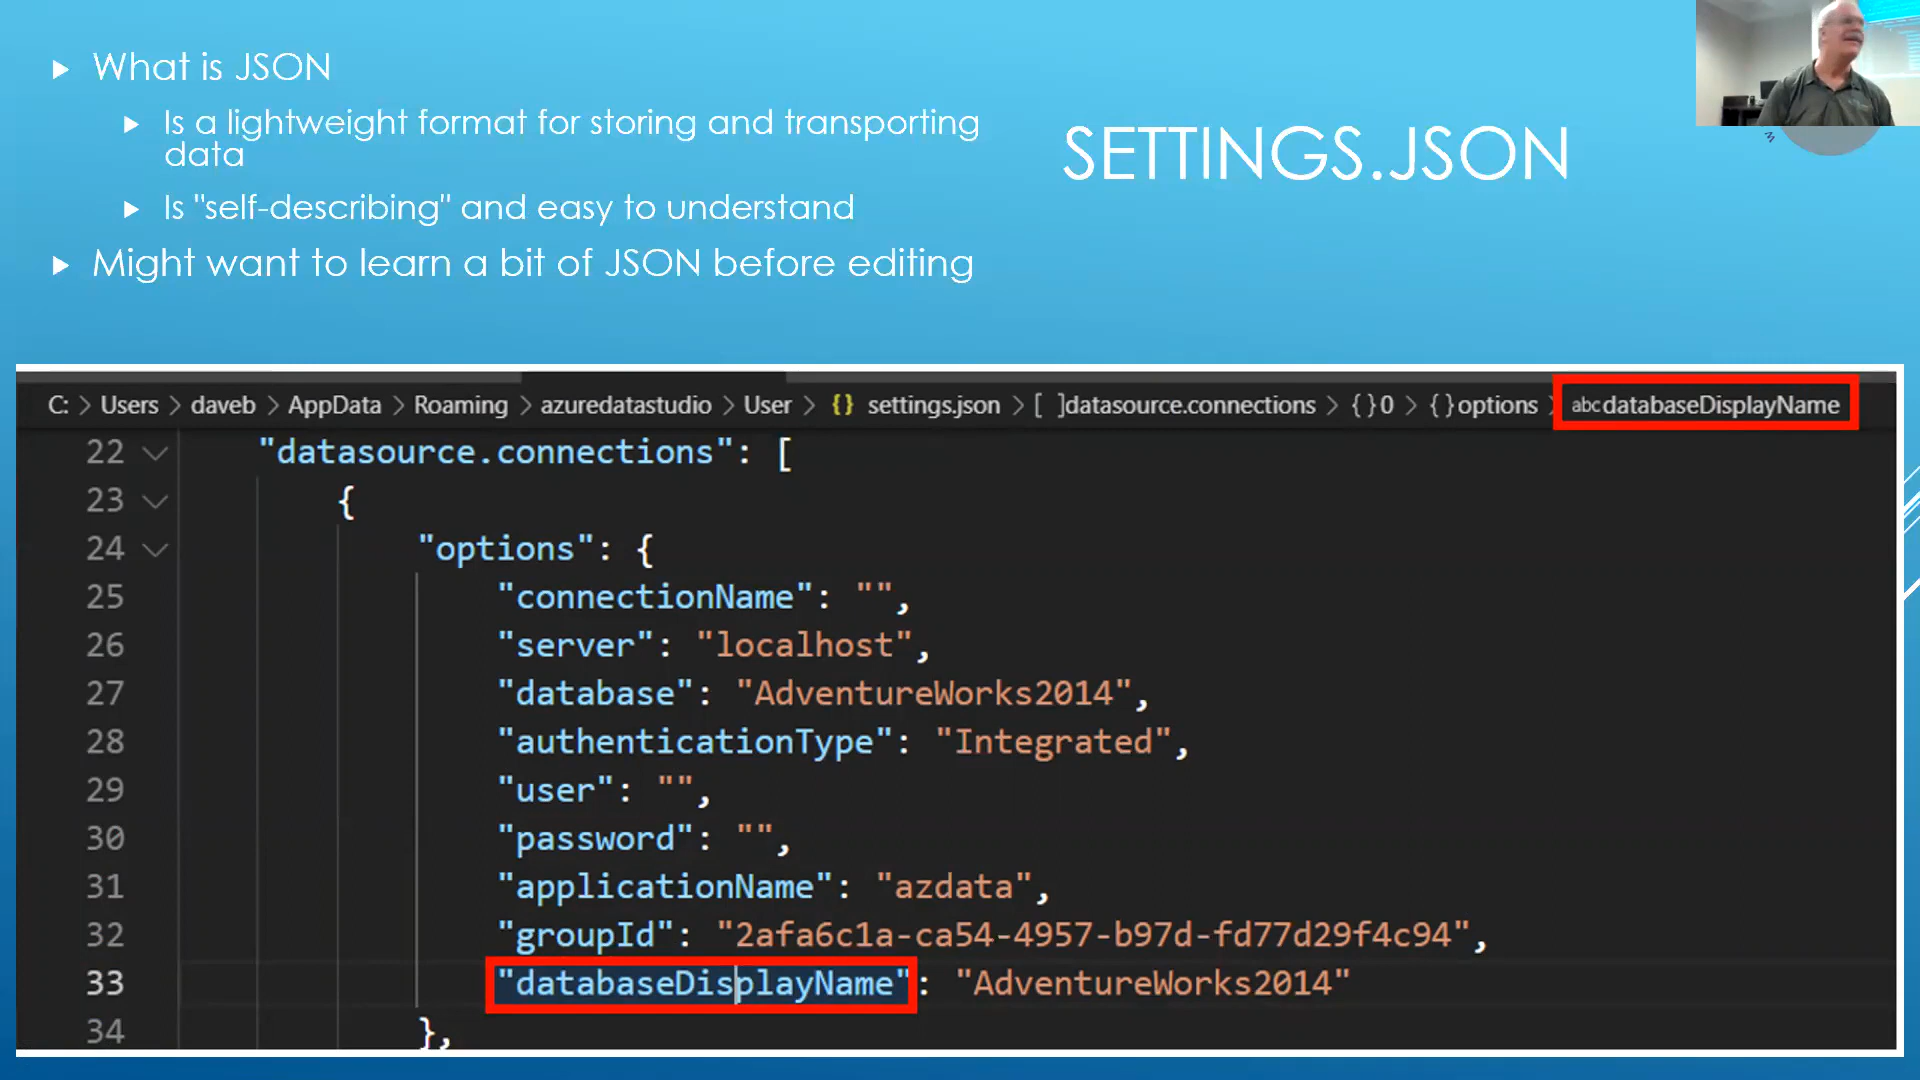 What is JSON
Is a lightweight format for storing and transporting
data
Is "self-describing" and easy to understand
Might want to learn a bit of JSON before editing
SETTINGS.JSON
C: > Users > daveb > AppData > Roaming > azuredatastudio > User > {} settings.json > [ ]datasource.connections > {}0 > {}options > abcdatabaseDisplayName
22 "datasource.connections": [
23 {
24 "options": {
25 "connectionName": "",
26 "server": "localhost",
27 "database": "AdventureWorks2014",
28 "authenticationType": "Integrated",
29 "user": "",
30 "password": "",
31 "applicationName": "azdata",
32 "groupId": "2afa6c1a-ca54-4957-b97d-fd77d29f4c94",
33 "databaseDisplayName": "AdventureWorks2014"
34 },